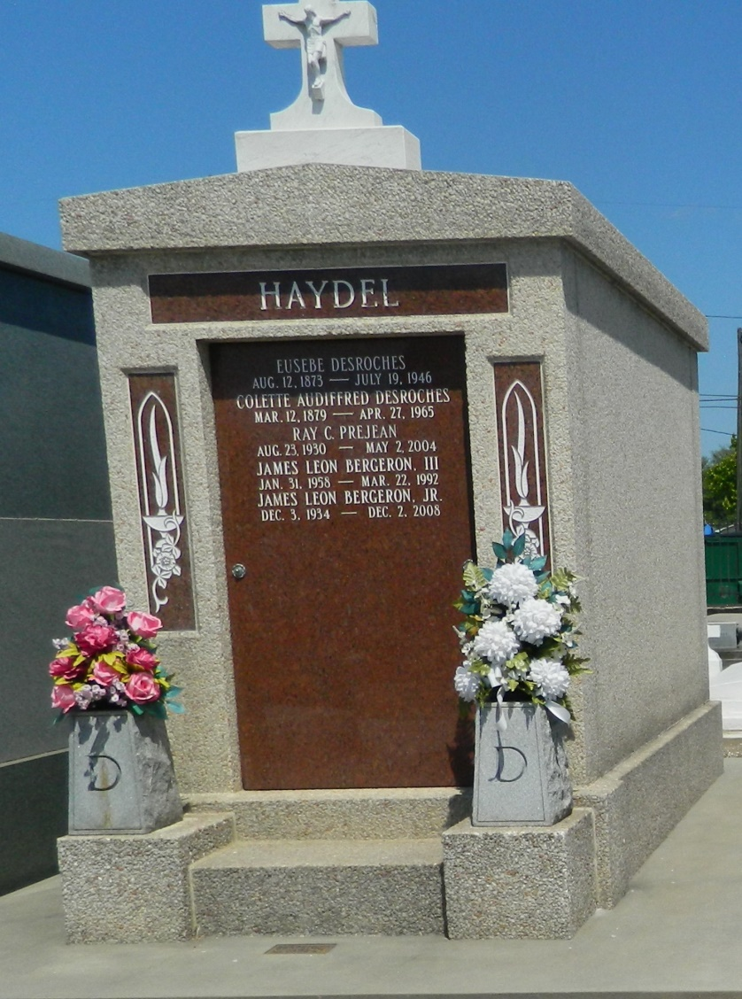 HAYDEL
EUSEBE DESROCHES
AUG. 12, 1873 — JULY 19, 1946
COLETTE AUDIFFRED DESROCHES
MAR. 12, 1879 — APR. 27, 1965
RAY C. PREJEAN
AUG. 23, 1930 — MAY 2, 2004
JAMES LEON BERGERON, III
JAN. 31, 1958 — MAR. 22, 1992
JAMES LEON BERGERON, JR.
DEC. 3, 1934 — DEC. 2, 2008
D
D